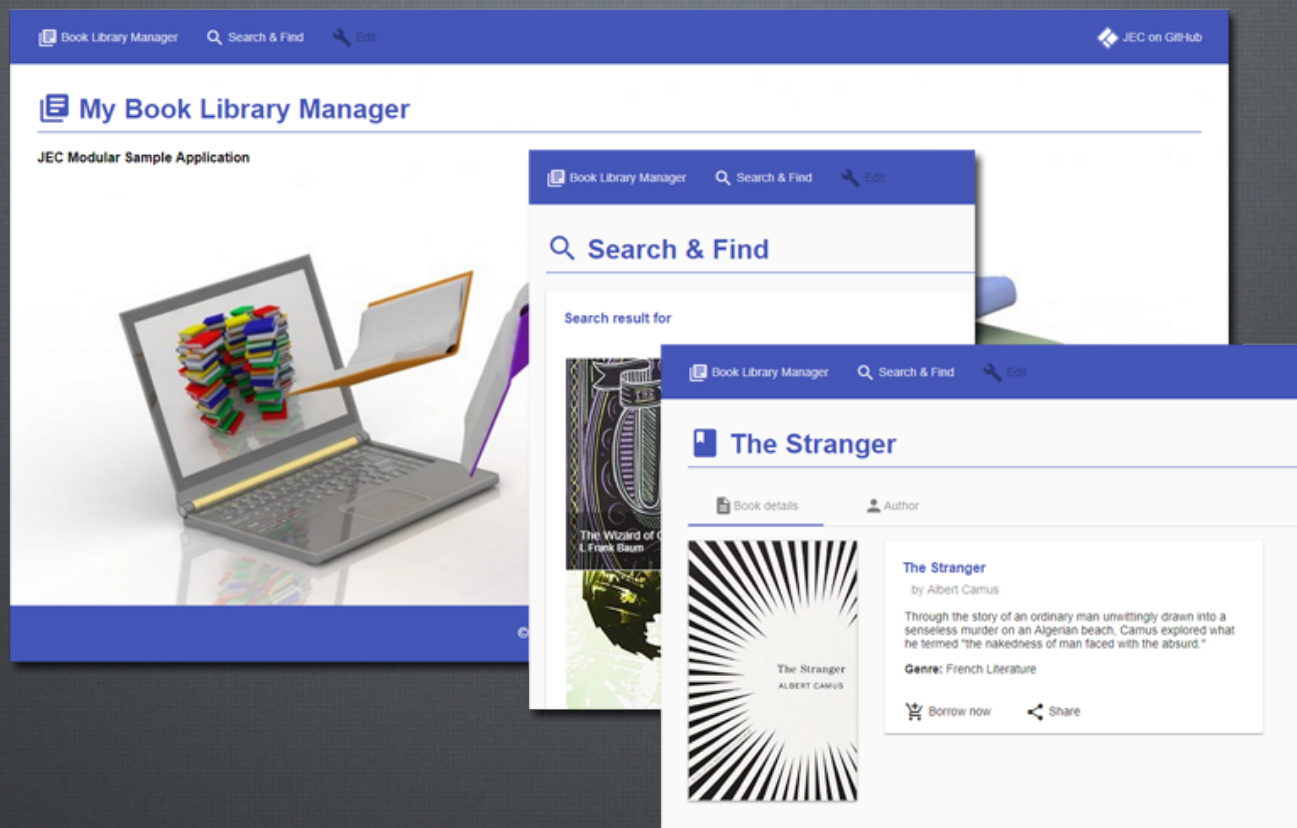 Book Library Manager
Search & Find
Edit
JEC on GitHub
My Book Library Manager
JEC Modular Sample Application
©
Book Library Manager
Search & Find
Edit
Search & Find
Search result for
THE
The Wizard of
L Frank Baum
Book Library Manager
Search & Find
Edit
The Stranger
Book details
Author
The Stranger
ALBERT CAMUS
The Stranger
by Albert Camus
Through the story of an ordinary man unwittingly drawn into a
senseless murder on an Algerian beach, Camus explored what
he termed "the nakedness of man faced with the absurd."
Genre: French Literature
Borrow now
Share